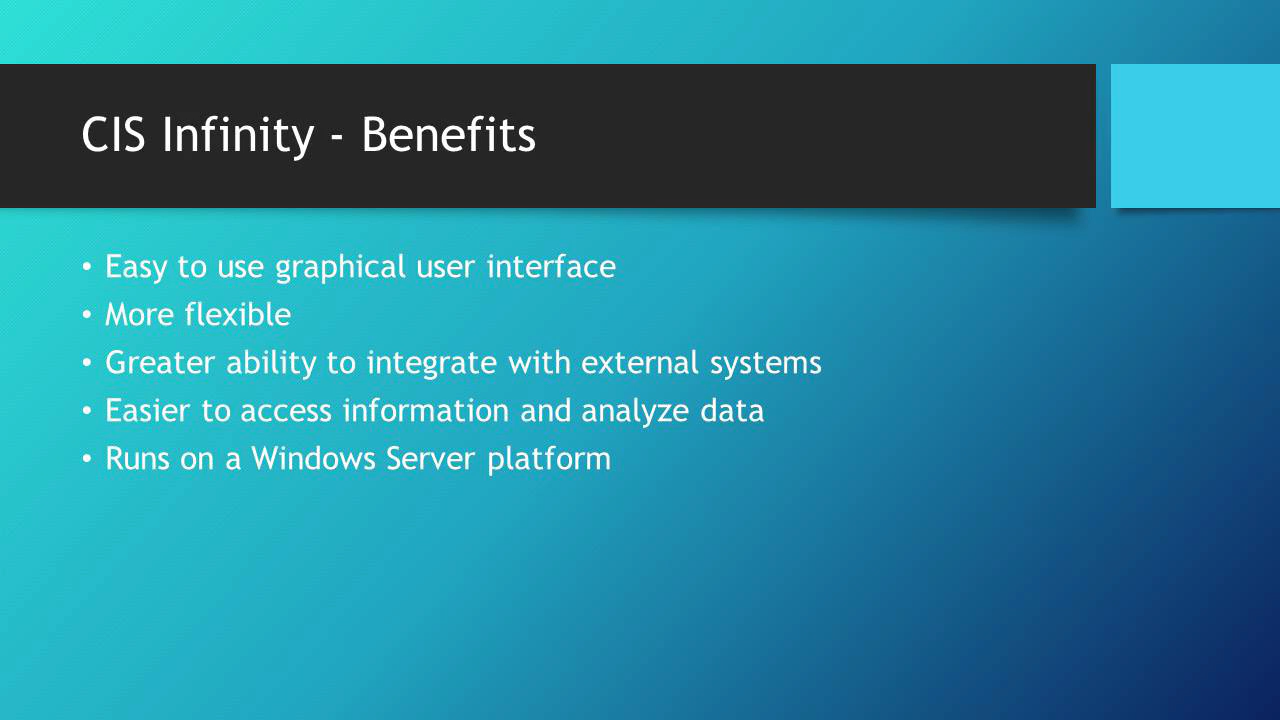 CIS Infinity - Benefits
• Easy to use graphical user interface
• More flexible
• Greater ability to integrate with external systems
• Easier to access information and analyze data
• Runs on a Windows Server platform